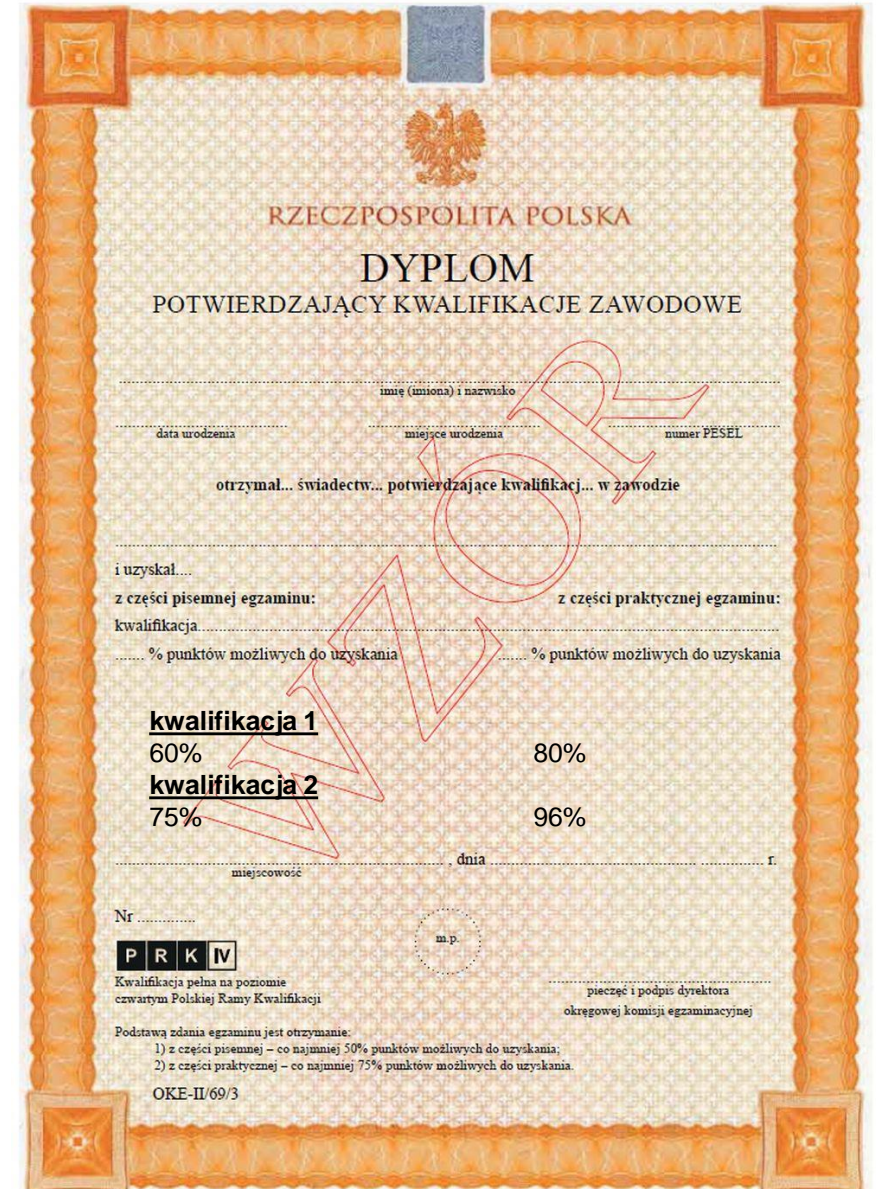 RZECZPOSPOLITA POLSKA
DYPLOM
POTWIERDZAJĄCY KWALIFIKACJE ZAWODOWE
imię (imiona) i nazwisko
data urodzenia miejsce urodzenia numer PESEL
otrzymał... świadectw... potwierdzające kwalifikacj... w zawodzie
i uzyskał....
z części pisemnej egzaminu: z części praktycznej egzaminu:
kwalifikacja
....... % punktów możliwych do uzyskania ....... % punktów możliwych do uzyskania
WZÓR
kwalifikacja 1
60% 80%
kwalifikacja 2
75% 96%
, dnia r.
miejscowość
Nr ..............
m.p.
PRK IV
Kwalifikacja pełna na poziomie
czwartym Polskiej Ramy Kwalifikacji
pieczęć i podpis dyrektora
okręgowej komisji egzaminacyjnej
Podstawą zdania egzaminu jest otrzymanie:
1) z części pisemnej – co najmniej 50% punktów możliwych do uzyskania;
2) z części praktycznej – co najmniej 75% punktów możliwych do uzyskania.
OKE-II/69/3